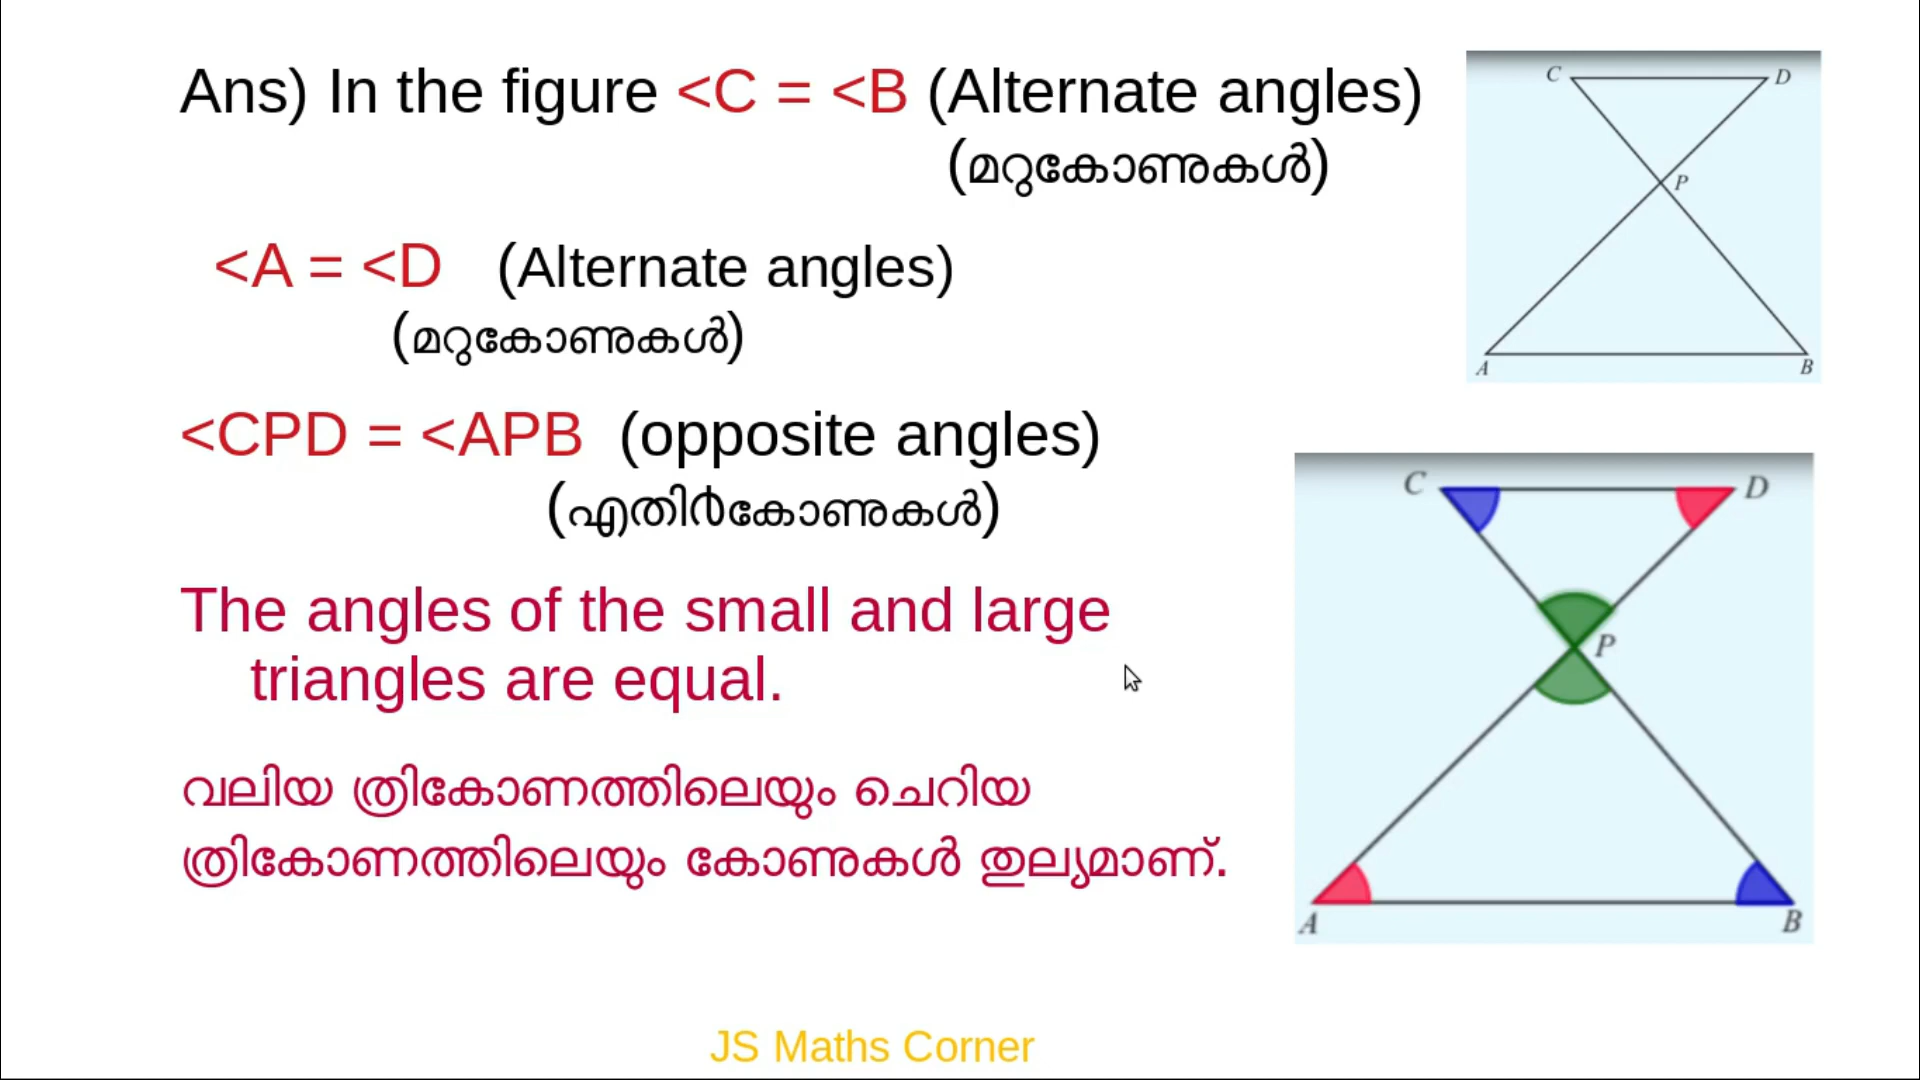 Ans) In the figure <C = <B (Alternate angles)
(മറുകോണുകൾ)
<A = <D (Alternate angles)
(മറുകോണുകൾ)
<CPD = <APB (opposite angles)
(എതിർകോണുകൾ)
The angles of the small and large
triangles are equal.
വലിയ ത്രികോണത്തിലെയും ചെറിയ
ത്രികോണത്തിലെയും കോണുകൾ തുല്യമാണ്.
C D
P
A B
C D
P
A B
JS Maths Corner